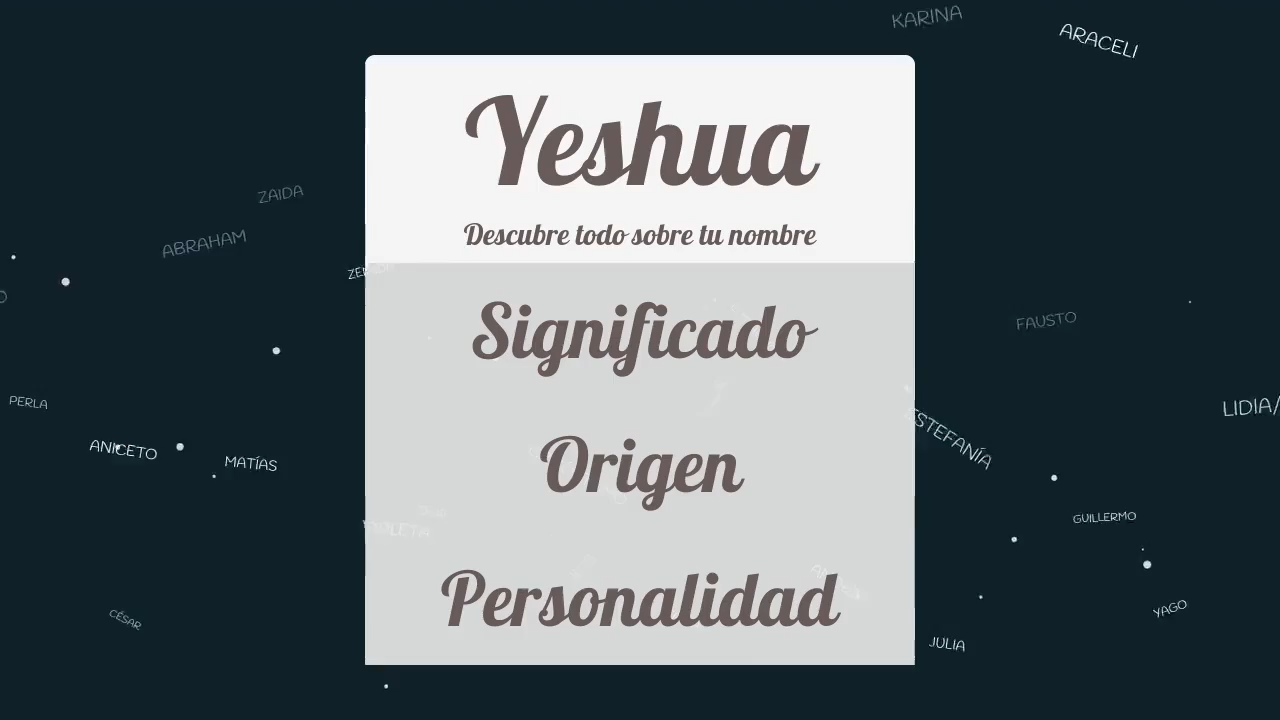 KARINA
ARACELI
Yeshua
ZAIDA
Descubre todo sobre tu nombre
ABRAHAM
Significado
FAUSTO
PERLA
LIDIA/
ESTEFANÍA
ANICETO
MATÍAS
Origen
GUILLERMO
VIOLETA
Personalidad
YAGO
CÉSAR
JULIA